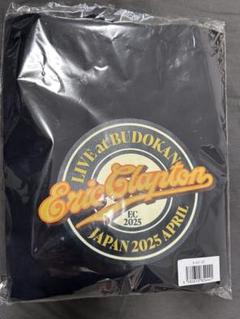 LIVE at BUDOKAN
Eric Clapton
EC
2025
JAPAN 2025 APRIL